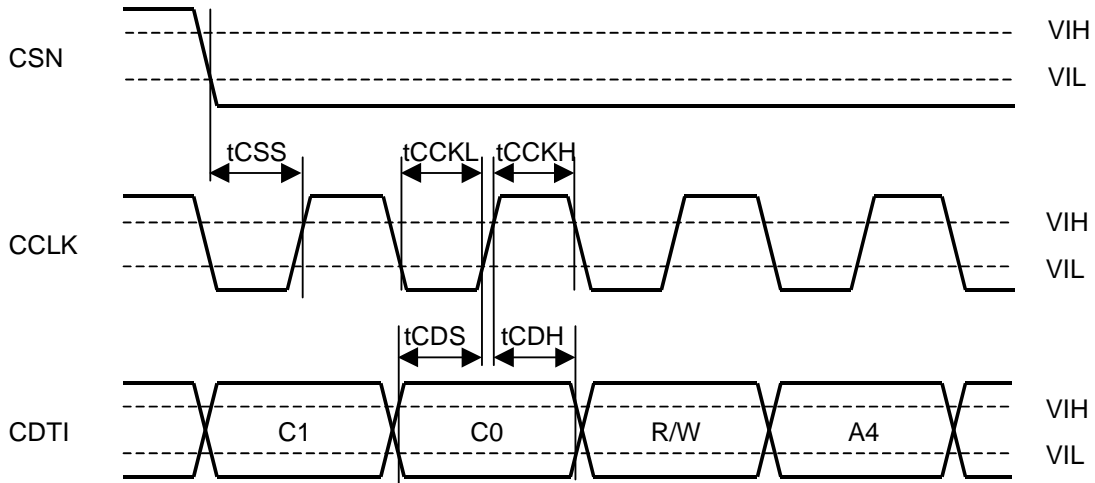 CSN
VIH
VIL
tCSS
tCCKL
tCCKH
CCLK
VIH
VIL
tCDS
tCDH
CDTI
C1
C0
R/W
A4
VIH
VIL